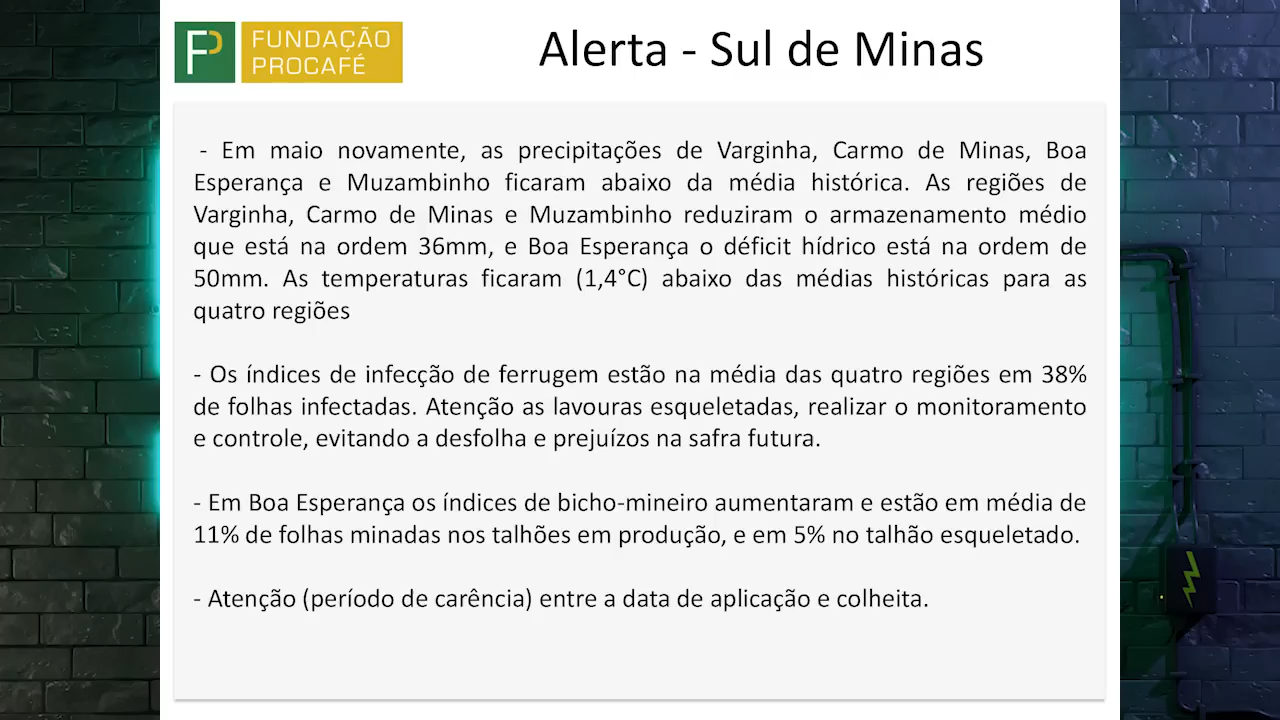 FUNDAÇÃO
PROCAFÉ
Alerta - Sul de Minas
- Em maio novamente, as precipitações de Varginha, Carmo de Minas, Boa
Esperança e Muzambinho ficaram abaixo da média histórica. As regiões de
Varginha, Carmo de Minas e Muzambinho reduziram o armazenamento médio
que está na ordem 36mm, e Boa Esperança o déficit hídrico está na ordem de
50mm. As temperaturas ficaram (1,4°C) abaixo das médias históricas para as
quatro regiões
- Os índices de infecção de ferrugem estão na média das quatro regiões em 38%
de folhas infectadas. Atenção as lavouras esqueletadas, realizar o monitoramento
e controle, evitando a desfolha e prejuízos na safra futura.
- Em Boa Esperança os índices de bicho-mineiro aumentaram e estão em média de
11% de folhas minadas nos talhões em produção, e em 5% no talhão esqueletado.
- Atenção (período de carência) entre a data de aplicação e colheita.